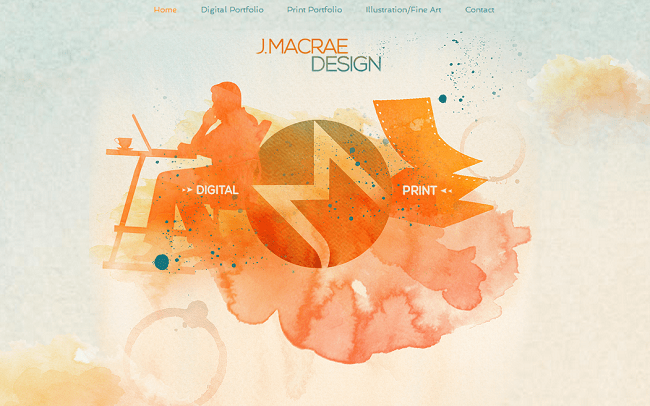 Home Digital Portfolio Print Portfolio Illustration/Fine Art Contact
J.MACRAE
DESIGN
DIGITAL
PRINT